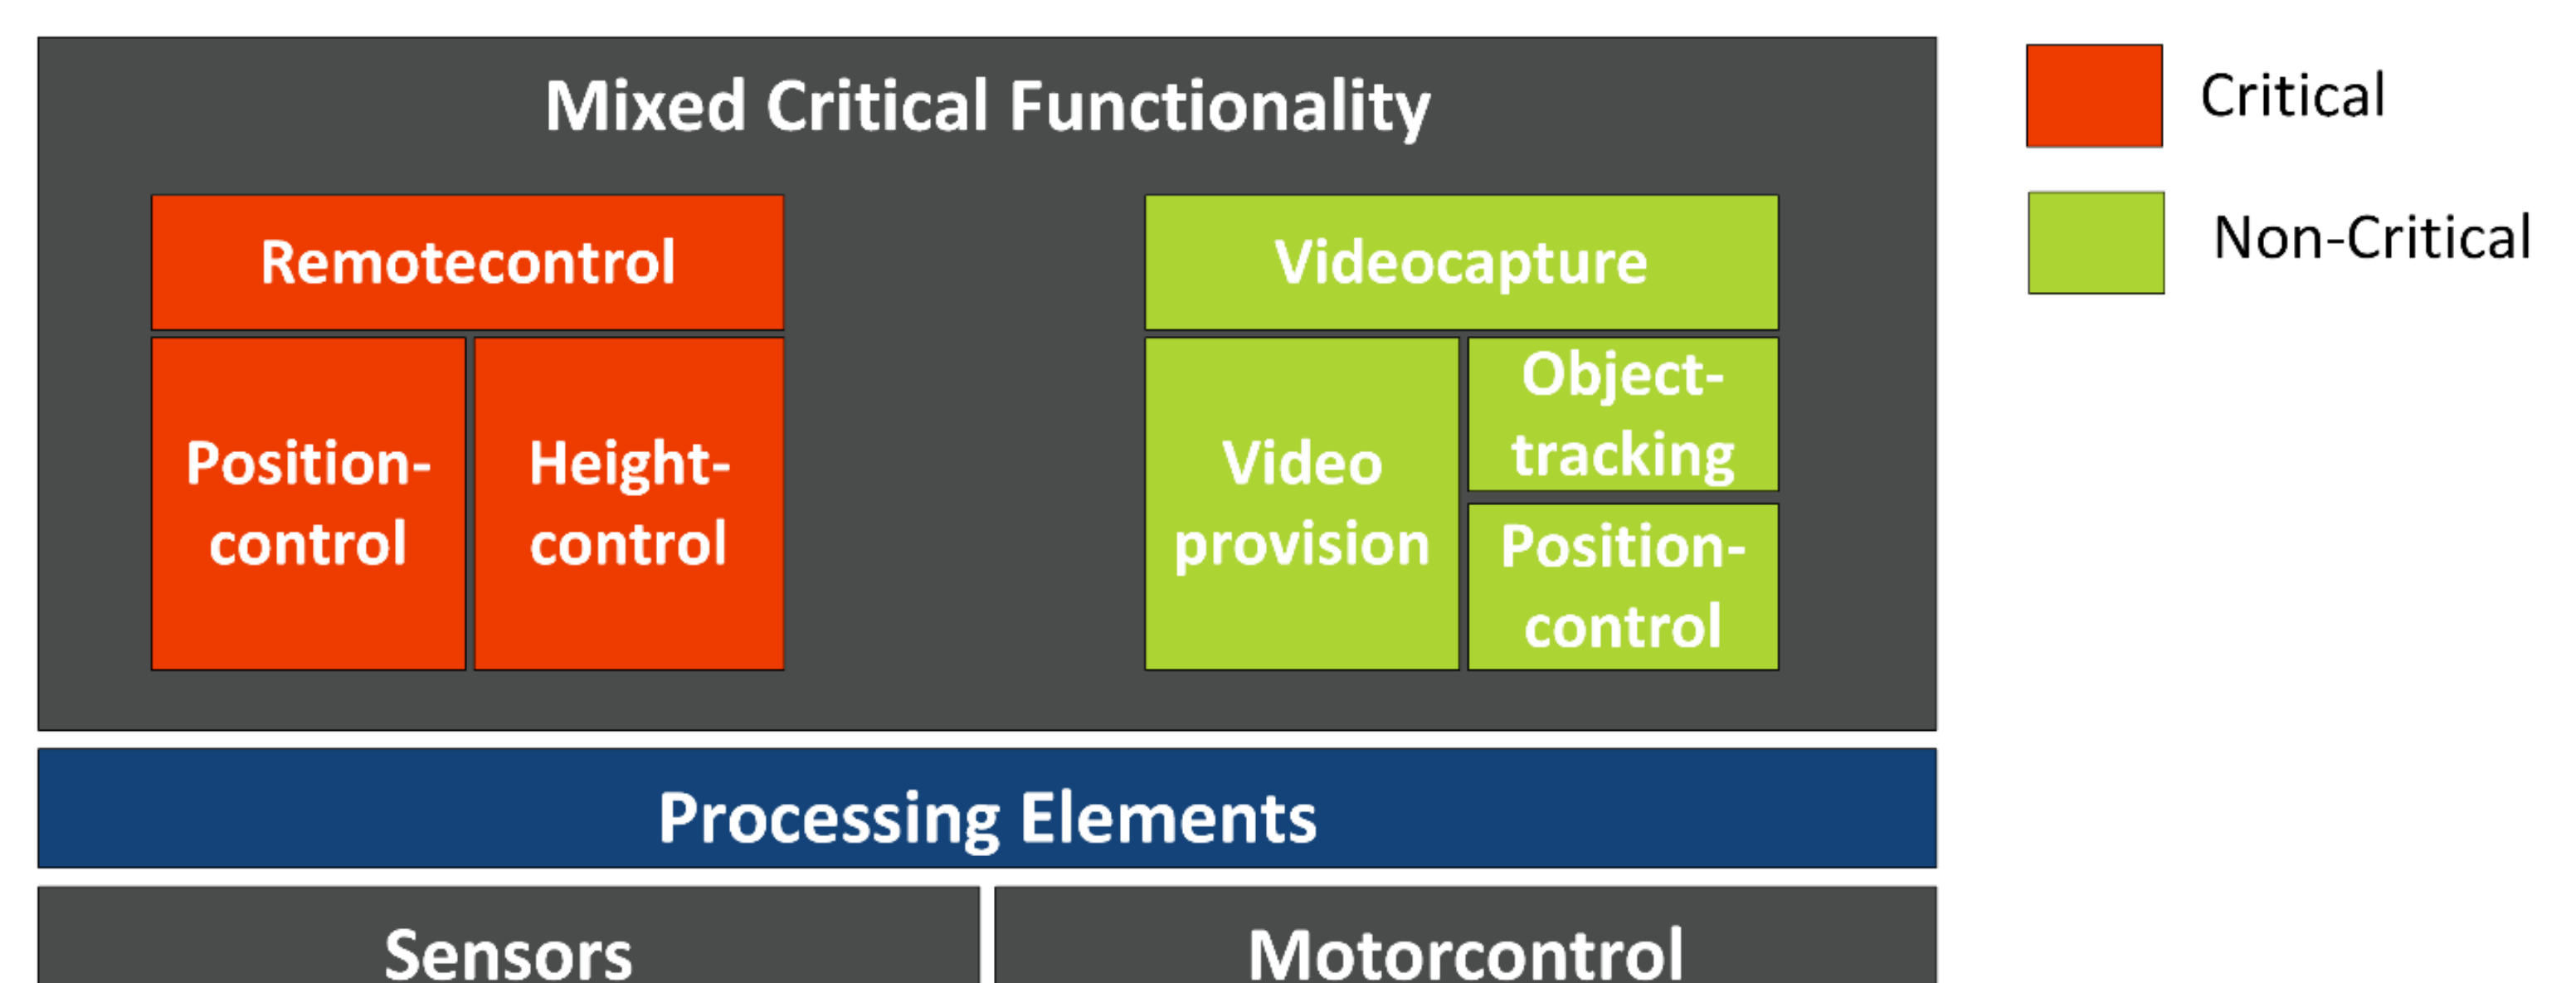 Mixed Critical Functionality
Critical
Non-Critical
Remotecontrol
Position-
control
Height-
control
Videocapture
Video
provision
Object-
tracking
Position-
control
Processing Elements
Sensors
Motorcontrol